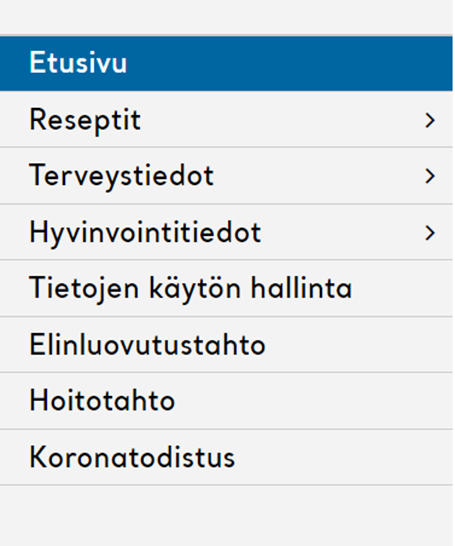 Etusivu
Reseptit
Terveystiedot
Hyvinvointitiedot
Tietojen käytön hallinta
Elinluovutustahto
Hoitotahto
Koronatodistus